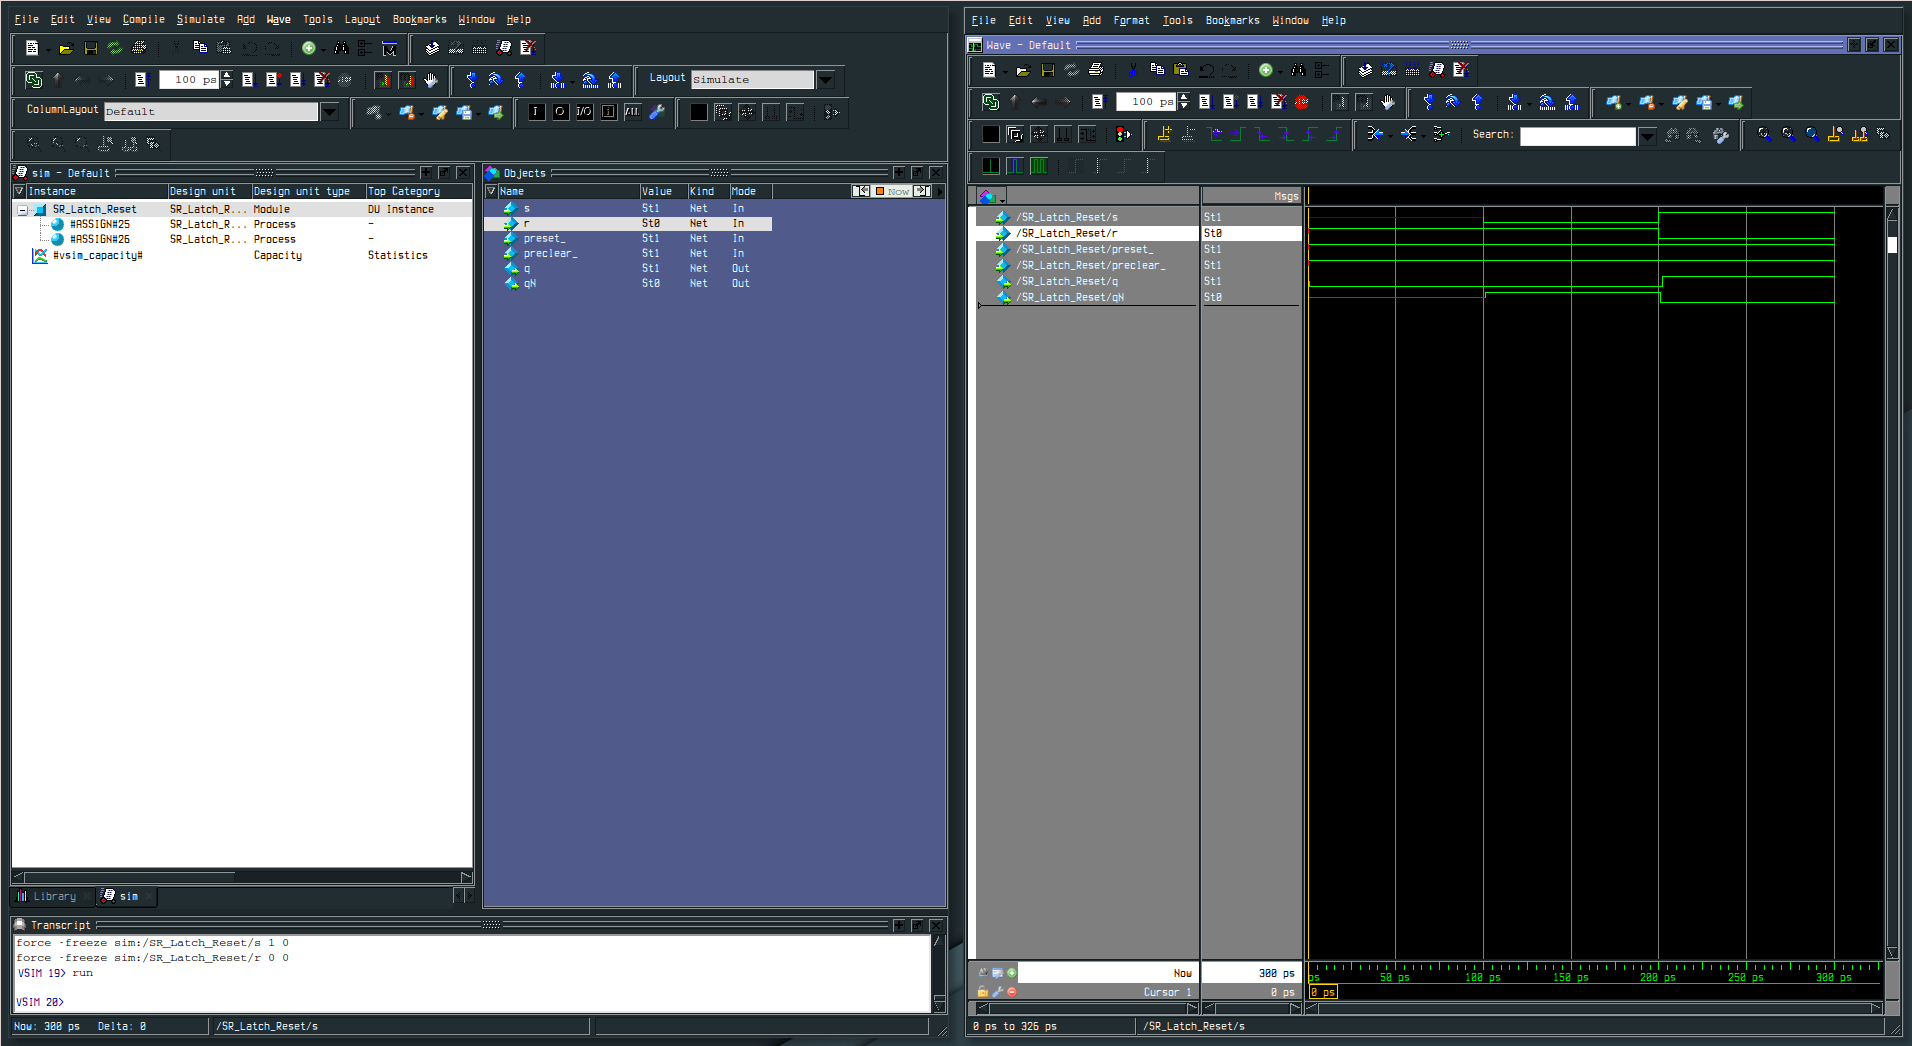 File Edit View Compile Simulate Add Wave Tools Layout Bookmarks Window Help
100 ps
Layout Simulate
ColumnLayout Default
I O I/O ALL
sim - Default
Instance Design unit Design unit type Top Category
SR_Latch_Reset SR_Latch_R... Module DU Instance
#ASSIGN#25 SR_Latch_R... Process -
#ASSIGN#26 SR_Latch_R... Process -
#vsim_capacity# Capacity Statistics
Library sim
Objects
Name Value Kind Mode Now
s St1 Net In
r St0 Net In
preset_ St1 Net In
preclear_ St1 Net In
q St1 Net Out
qN St0 Net Out
Transcript
force -freeze sim:/SR_Latch_Reset/s 1 0
force -freeze sim:/SR_Latch_Reset/r 0 0
VSIM 19> run
VSIM 20>
Now: 300 ps Delta: 0 /SR_Latch_Reset/s
File Edit View Add Format Tools Bookmarks Window Help
Wave - Default
100 ps
Search:
Msgs
/SR_Latch_Reset/s St1
/SR_Latch_Reset/r St0
/SR_Latch_Reset/preset_ St1
/SR_Latch_Reset/preclear_ St1
/SR_Latch_Reset/q St1
/SR_Latch_Reset/qN St0
Now 300 ps ps 50 ps 100 ps 150 ps 200 ps 250 ps 300 ps
Cursor 1 0 ps 0 ps
0 ps to 326 ps /SR_Latch_Reset/s